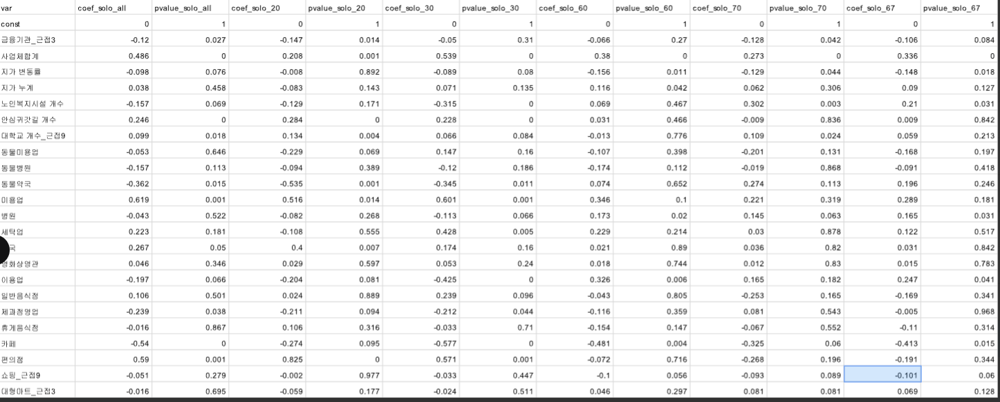 var coef_solo_all pvalue_solo_all coef_solo_20 pvalue_solo_20 coef_solo_30 pvalue_solo_30 coef_solo_60 pvalue_solo_60 coef_solo_70 pvalue_solo_70 coef_solo_67 pvalue_solo_67
const 0 1 0 1 0 1 0 1 0 1 0 1
금융기관_근접3 -0.12 0.027 -0.147 0.014 -0.05 0.31 -0.066 0.27 -0.128 0.042 -0.106 0.084
사업체합계 0.486 0 0.208 0.001 0.539 0 0.38 0 0.273 0 0.336 0
지가 변동률 -0.098 0.076 -0.008 0.892 -0.089 0.08 -0.156 0.011 -0.129 0.044 -0.148 0.018
지가 누계 0.038 0.458 -0.083 0.143 0.071 0.135 0.116 0.042 0.062 0.306 0.09 0.127
노인복지시설 개수 -0.157 0.069 -0.129 0.171 -0.315 0 0.069 0.467 0.302 0.003 0.21 0.031
안심귀갓길 개수 0.246 0 0.284 0 0.228 0 0.031 0.466 -0.009 0.836 0.009 0.842
대학교 개수_근접9 0.099 0.018 0.134 0.004 0.066 0.084 -0.013 0.776 0.109 0.024 0.059 0.213
동물미용업 -0.053 0.646 -0.229 0.069 0.147 0.16 -0.107 0.398 -0.201 0.131 -0.168 0.197
동물병원 -0.157 0.113 -0.094 0.389 -0.12 0.186 -0.174 0.112 -0.019 0.868 -0.091 0.418
동물약국 -0.362 0.015 -0.535 0.001 -0.345 0.011 0.074 0.652 0.274 0.113 0.196 0.246
미용업 0.619 0.001 0.516 0.014 0.601 0.001 0.346 0.1 0.221 0.319 0.289 0.181
병원 -0.043 0.522 -0.082 0.268 -0.113 0.066 0.173 0.02 0.145 0.063 0.165 0.031
세탁업 0.223 0.181 -0.108 0.555 0.428 0.005 0.229 0.214 0.03 0.878 0.122 0.517
국 0.267 0.05 0.4 0.007 0.174 0.16 0.021 0.89 0.036 0.82 0.031 0.842
영화상영관 0.046 0.346 0.029 0.597 0.053 0.24 0.018 0.744 0.012 0.83 0.015 0.783
이용업 -0.197 0.066 -0.204 0.081 -0.425 0 0.326 0.006 0.165 0.182 0.247 0.041
일반음식점 0.106 0.501 0.024 0.889 0.239 0.096 -0.043 0.805 -0.253 0.165 -0.169 0.341
제과점영업 -0.239 0.038 -0.211 0.094 -0.212 0.044 -0.116 0.359 0.081 0.543 -0.005 0.968
휴게음식점 -0.016 0.867 0.106 0.316 -0.033 0.71 -0.154 0.147 -0.067 0.552 -0.11 0.314
카페 -0.54 0 -0.274 0.095 -0.577 0 -0.481 0.004 -0.325 0.06 -0.413 0.015
편의점 0.59 0.001 0.825 0 0.571 0.001 -0.072 0.716 -0.268 0.196 -0.191 0.344
쇼핑_근접9 -0.051 0.279 -0.002 0.977 -0.033 0.447 -0.1 0.056 -0.093 0.089 -0.101 0.06
대형마트_근접3 -0.016 0.695 -0.059 0.177 -0.024 0.511 0.046 0.297 0.081 0.081 0.069 0.128